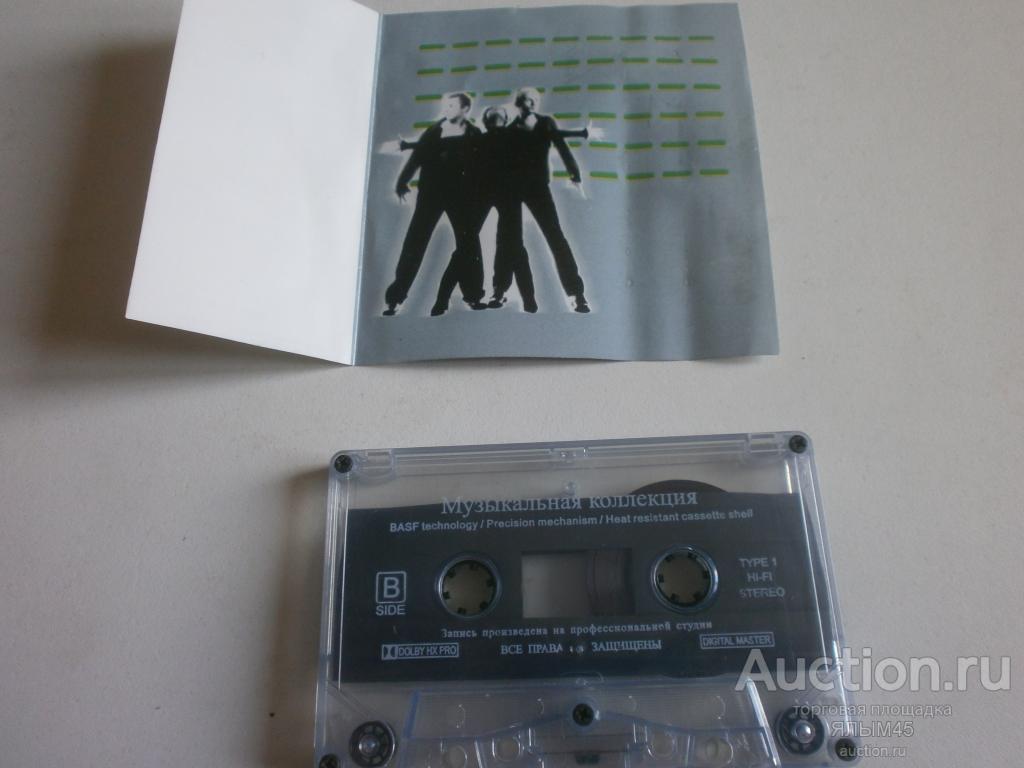 Музыкальная коллекция
BASF technology / Precision mechanism / Heat resistant cassette shell
B
SIDE
TYPE 1
HI-FI
STEREO
Запись произведена на профессиональной студии
DOLBY HX PRO
ВСЕ ПРАВА ЗАЩИЩЕНЫ
DIGITAL MASTER
Auction.ru
торговая площадка
ЯЛЫМ45
auction.ru